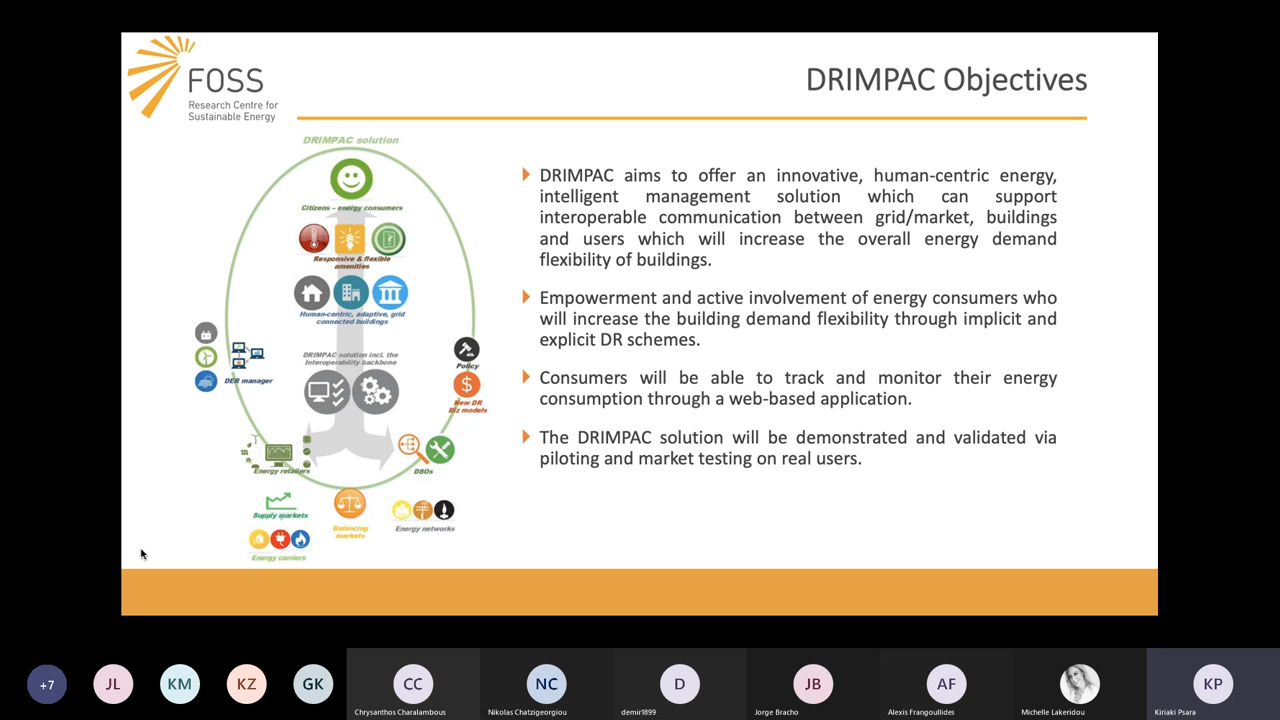 FOSS
Research Centre for
Sustainable Energy
DRIMPAC Objectives
DRIMPAC solution
Citizens – energy consumers
Responsive & flexible
amenities
Human-centric, adaptive, grid
connected buildings
DRIMPAC solution incl. the
Interoperability backbone
DER manager
Policy
$
New DR
Biz models
Energy retailers
DSOs
Supply markets
Balancing
markets
Energy networks
Energy carriers
DRIMPAC aims to offer an innovative, human-centric energy,
intelligent management solution which can support
interoperable communication between grid/market, buildings
and users which will increase the overall energy demand
flexibility of buildings.
Empowerment and active involvement of energy consumers who
will increase the building demand flexibility through implicit and
explicit DR schemes.
Consumers will be able to track and monitor their energy
consumption through a web-based application.
The DRIMPAC solution will be demonstrated and validated via
piloting and market testing on real users.
+7
JL
KM
KZ
GK
CC
Chrysanthos Charalambous
NC
Nikolas Chatzigeorgiou
D
demir1899
JB
Jorge Bracho
AF
Alexis Frangoullides
Michelle Lakeridou
KP
Kiriaki Psara